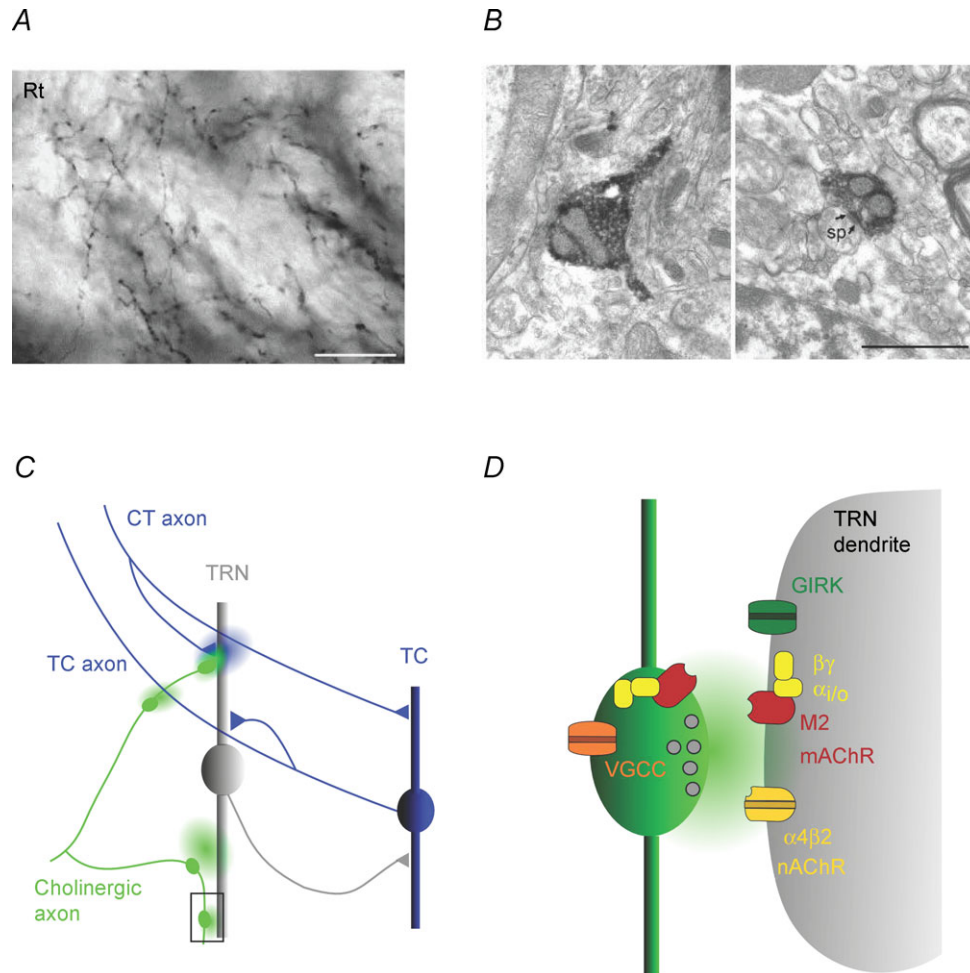 A
Rt
B
sp
C
CT axon
TRN
TC axon
TC
Cholinergic
axon
D
TRN
dendrite
GIRK
βγ
αi/o
M2
mAChR
VGCC
α4β2
nAChR